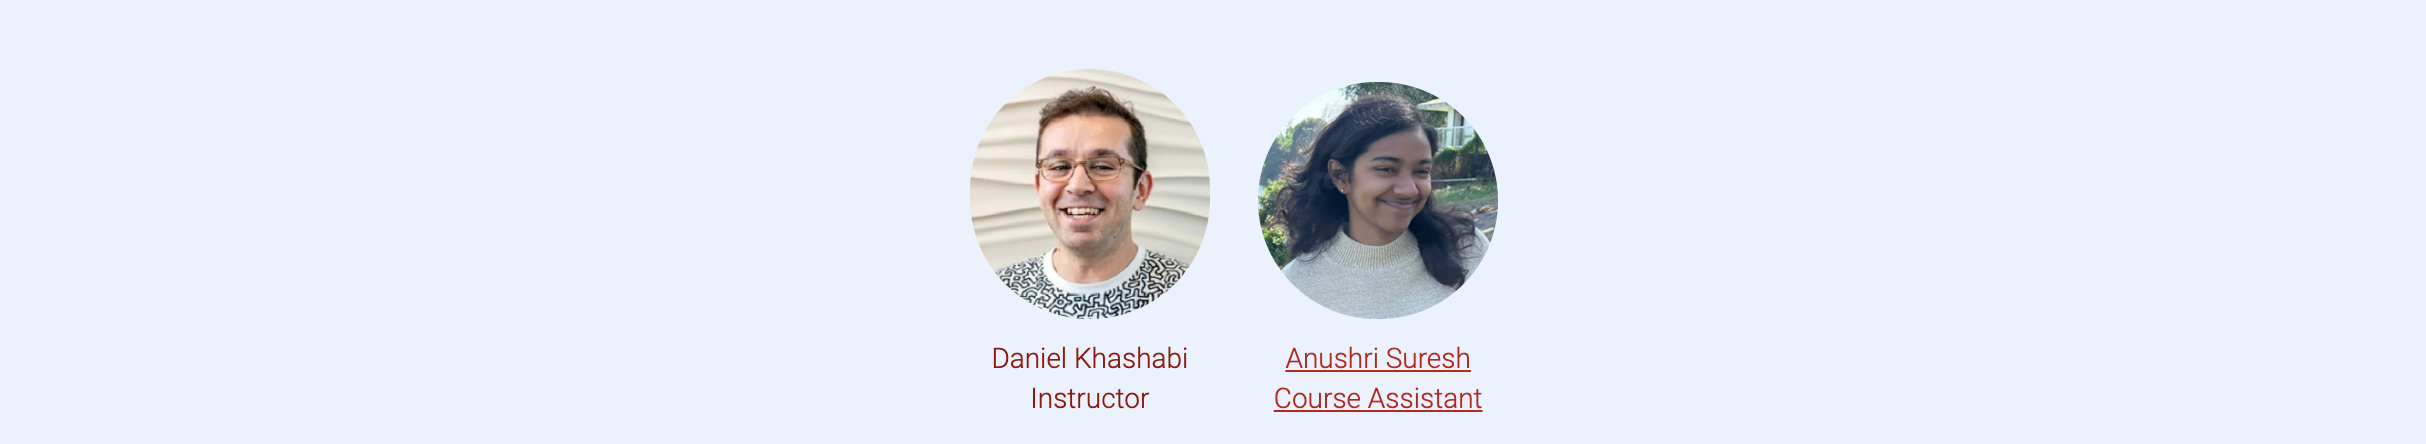 Daniel Khashabi
Instructor
Anushri Suresh
Course Assistant